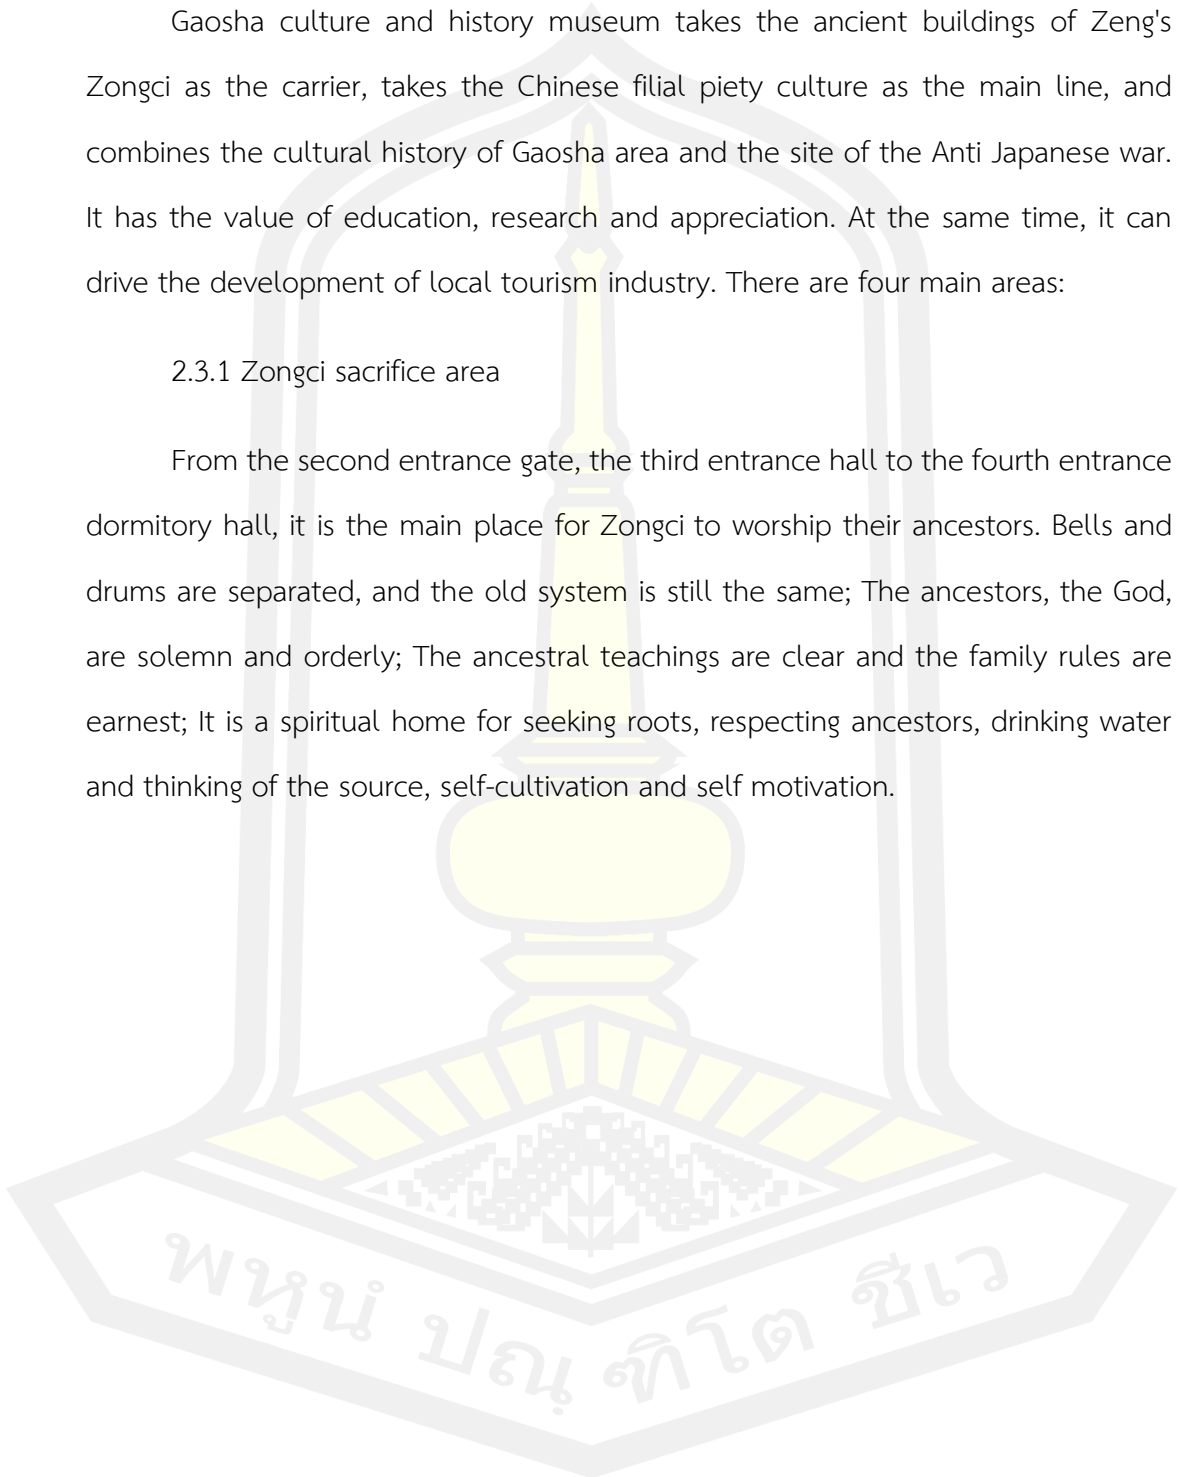 Gaosha culture and history museum takes the ancient buildings of Zeng's
Zongci as the carrier, takes the Chinese filial piety culture as the main line, and
combines the cultural history of Gaosha area and the site of the Anti Japanese war.
It has the value of education, research and appreciation. At the same time, it can
drive the development of local tourism industry. There are four main areas:
2.3.1 Zongci sacrifice area
From the second entrance gate, the third entrance hall to the fourth entrance
dormitory hall, it is the main place for Zongci to worship their ancestors. Bells and
drums are separated, and the old system is still the same; The ancestors, the God,
are solemn and orderly; The ancestral teachings are clear and the family rules are
earnest; It is a spiritual home for seeking roots, respecting ancestors, drinking water
and thinking of the source, self-cultivation and self motivation.
พหูนํ ปณฺฑิโต ชีเว